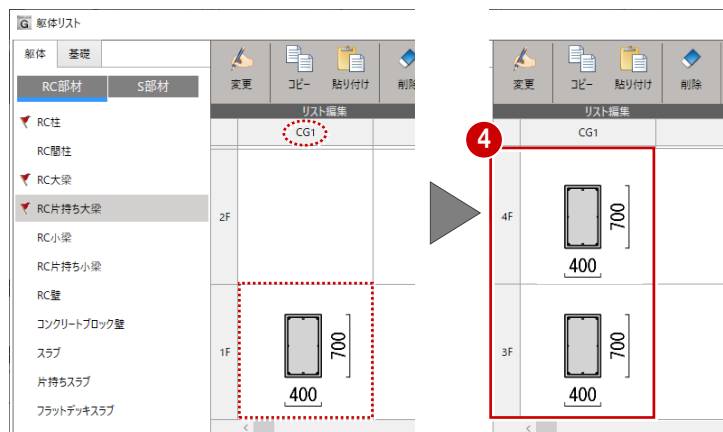 G 躯体リスト
躯体 基礎
RC部材 S部材
RC柱
RC間柱
RC大梁
RC片持ち大梁
RC小梁
RC片持ち小梁
RC壁
コンクリートブロック壁
スラブ
片持ちスラブ
フラットデッキスラブ
変更 コピー 貼り付け 削除
リスト編集
CG1
2F
1F
700
400
変更 コピー 貼り付け 削除
リスト編集
4
CG1
4F
700
400
3F
700
400